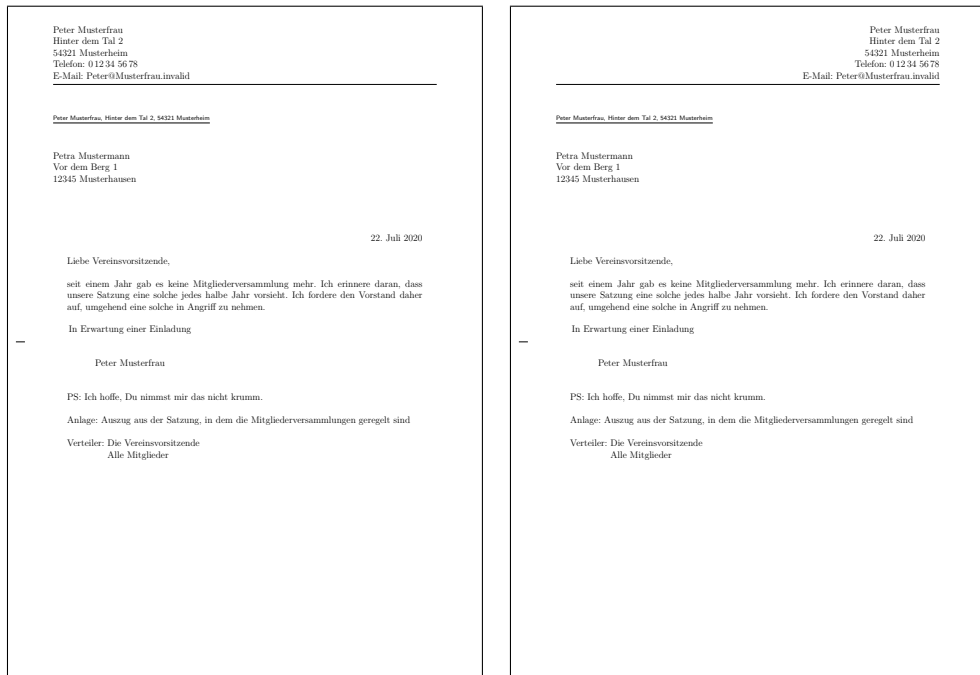 Peter Musterfrau
Hinter dem Tal 2
54321 Musterheim
Telefon: 0 12 34 56 78
E-Mail: Peter@Musterfrau.invalid
Peter Musterfrau, Hinter dem Tal 2, 54321 Musterheim
Petra Mustermann
Vor dem Berg 1
12345 Musterhausen
22. Juli 2020
Liebe Vereinsvorsitzende,
seit einem Jahr gab es keine Mitgliederversammlung mehr. Ich erinnere daran, dass
unsere Satzung eine solche jedes halbe Jahr vorsieht. Ich fordere den Vorstand daher
auf, umgehend eine solche in Angriff zu nehmen.
In Erwartung einer Einladung
Peter Musterfrau
PS: Ich hoffe, Du nimmst mir das nicht krumm.
Anlage: Auszug aus der Satzung, in dem die Mitgliederversammlungen geregelt sind
Verteiler: Die Vereinsvorsitzende
Alle Mitglieder
Peter Musterfrau
Hinter dem Tal 2
54321 Musterheim
Telefon: 0 12 34 56 78
E-Mail: Peter@Musterfrau.invalid
Peter Musterfrau, Hinter dem Tal 2, 54321 Musterheim
Petra Mustermann
Vor dem Berg 1
12345 Musterhausen
22. Juli 2020
Liebe Vereinsvorsitzende,
seit einem Jahr gab es keine Mitgliederversammlung mehr. Ich erinnere daran, dass
unsere Satzung eine solche jedes halbe Jahr vorsieht. Ich fordere den Vorstand daher
auf, umgehend eine solche in Angriff zu nehmen.
In Erwartung einer Einladung
Peter Musterfrau
PS: Ich hoffe, Du nimmst mir das nicht krumm.
Anlage: Auszug aus der Satzung, in dem die Mitgliederversammlungen geregelt sind
Verteiler: Die Vereinsvorsitzende
Alle Mitglieder